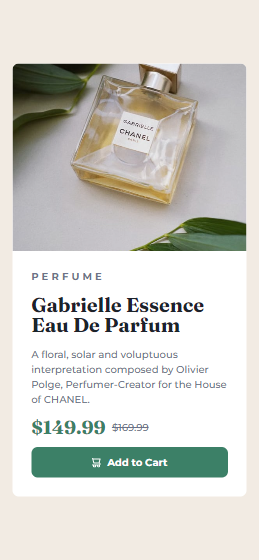 GABRIELLE
CHANEL
PARIS
PERFUME
Gabrielle Essence
Eau De Parfum
A floral, solar and voluptuous
interpretation composed by Olivier
Polge, Perfumer-Creator for the House
of CHANEL.
$149.99 $169.99
Add to Cart